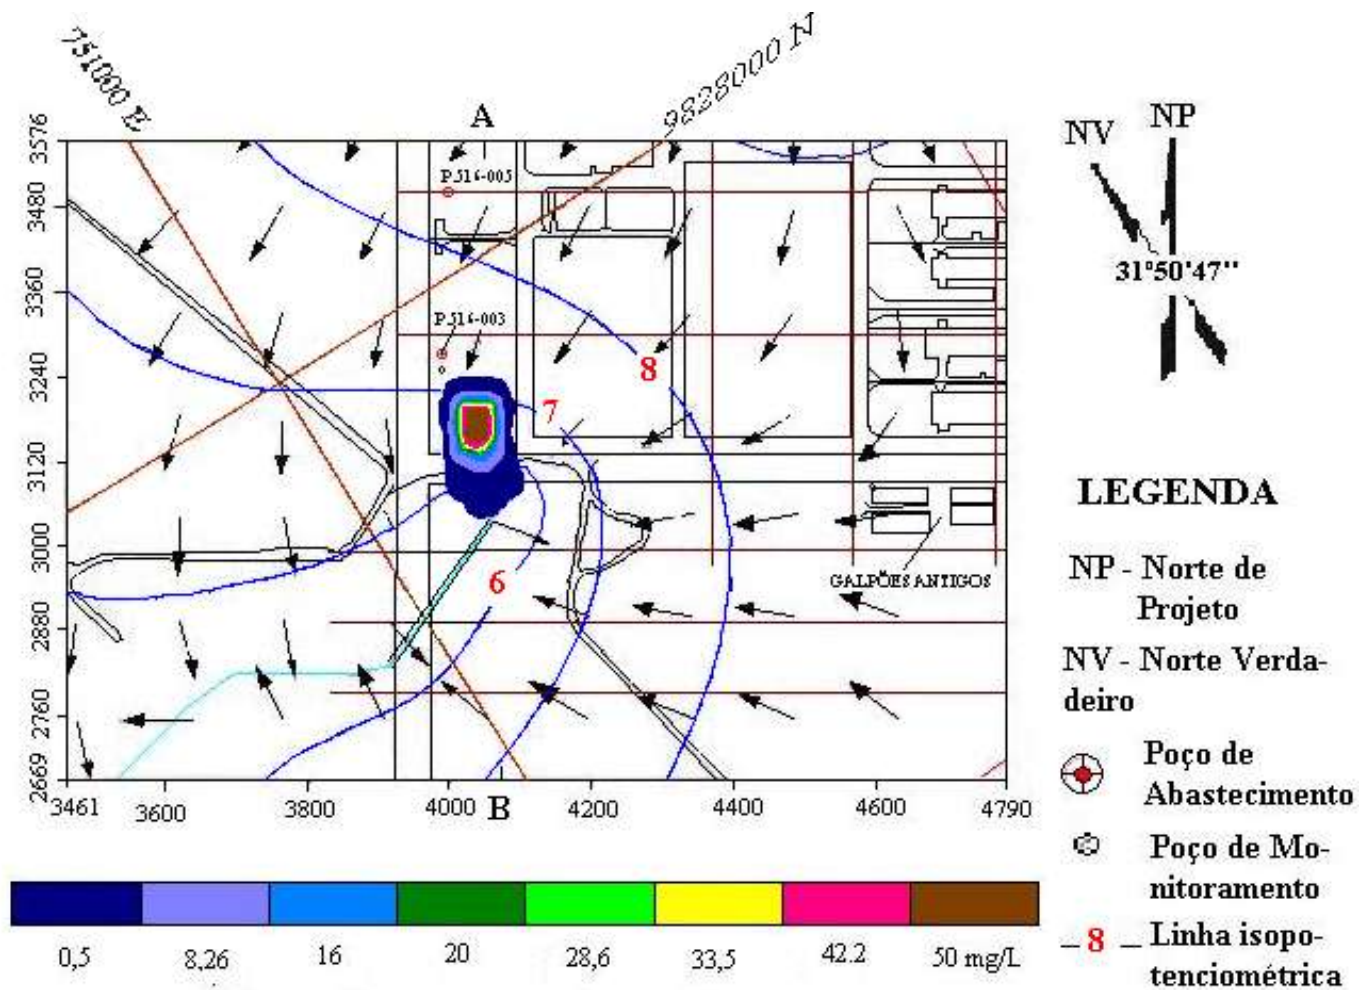 751000 E
9828000 N
A
3576
3480
3360
3240
3120
3000
2880
2760
2669
P.516-005
P.516-003
8
7
6
GALPÕES ANTIGOS
3461
3600
3800
4000
B
4200
4400
4600
4790
NV
NP
31°50'47"
LEGENDA
NP - Norte de
Projeto
NV - Norte Verda-
deiro
Poço de
Abastecimento
Poço de Mo-
nitoramento
8
Linha isopo-
tenciométrica
0,5
8,26
16
20
28,6
33,5
42.2
50 mg/L